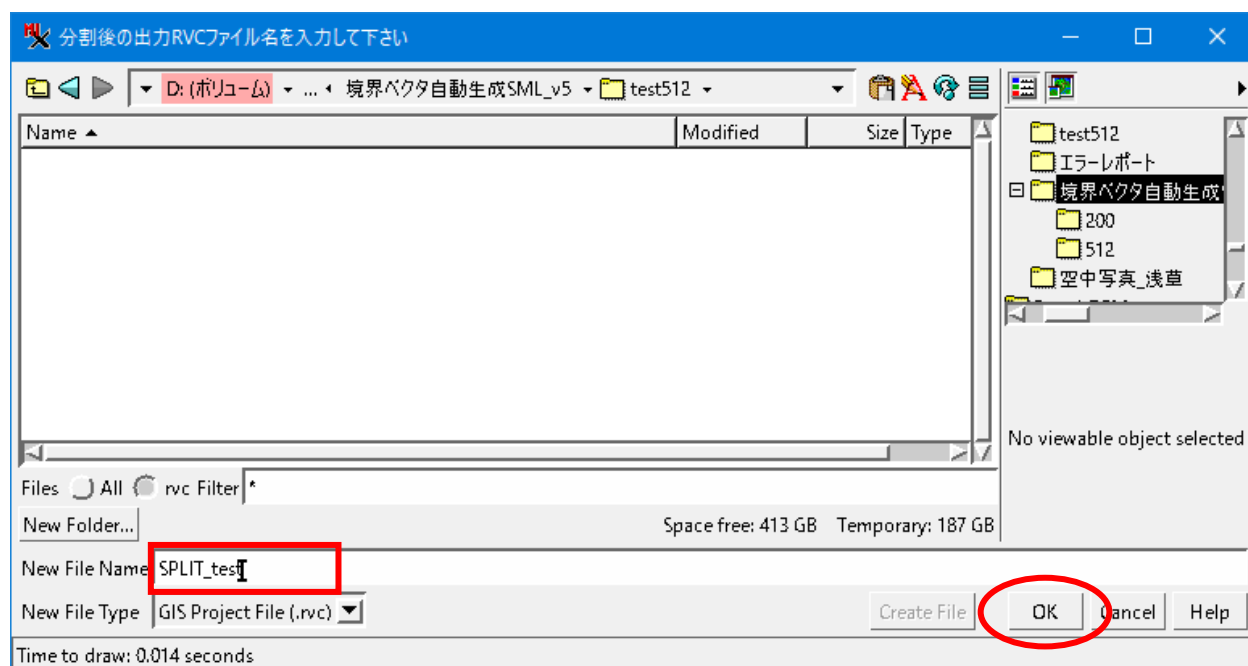 分割後の出力RVCファイル名を入力して下さい
D: (ボリューム) ... 境界ベクタ自動生成SML_v5 test512
Name Modified Size Type
test512
エラーレポート
境界ベクタ自動生成
200
512
空中写真_浅草
No viewable object selected
Files All rvc Filter *
New Folder... Space free: 413 GB Temporary: 187 GB
New File Name SPLIT_test
New File Type GIS Project File (.rvc) Create File OK Cancel Help
Time to draw: 0.014 seconds